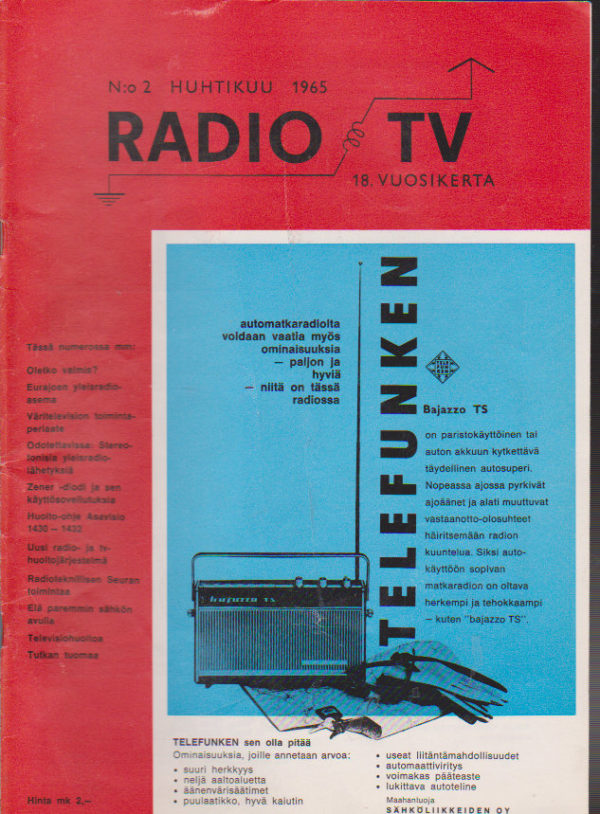 N:o 2 HUHTIKUU 1965
RADIO TV
18. VUOSIKERTA
Tässä numerossa mm:
Oletko valmis?
Eurajoen yleisradio-
asema
Väritelevision toiminta-
periaate
Odotettavissa: Stereo-
fonisia yleisradio-
lähetyksiä
Zener -diodi ja sen
käyttösovellutuksia
Huolto-ohje Asavisio
1430 – 1432
Uusi radio- ja tv-
huoltojärjestelmä
Radioteknillisen Seuran
toimintaa
Elä paremmin sähkön
avulla
Televisiohuoltoa
Tutkan tuomaa
Hinta mk 2,–
automatkaradiolta
voidaan vaatia myös
ominaisuuksia
– paljon ja
hyviä
– niitä on tässä
radiossa
TELEFUNKEN
TELE
FUN
KEN
Bajazzo TS
on paristokäyttöinen tai
auton akkuun kytkettävä
täydellinen autosuperi.
Nopeassa ajossa pyrkivät
ajoäänet ja alati muuttuvat
vastaanotto-olosuhteet
häiritsemään radion
kuuntelua. Siksi auto-
käyttöön sopivan
matkaradion on oltava
herkempi ja tehokkaampi
– kuten "bajazzo TS".
bajazzo TS
TELEFUNKEN sen olla pitää
Ominaisuuksia, joille annetaan arvoa:
• suuri herkkyys
• neljä aaltoaluetta
• äänenvärisäätimet
• puulaatikko, hyvä kaiutin
• useat liitäntämahdollisuudet
• automaattiviritys
• voimakas pääteaste
• lukittava autoteline
Maahantuoja
SÄHKÖLIIKKEIDEN OY